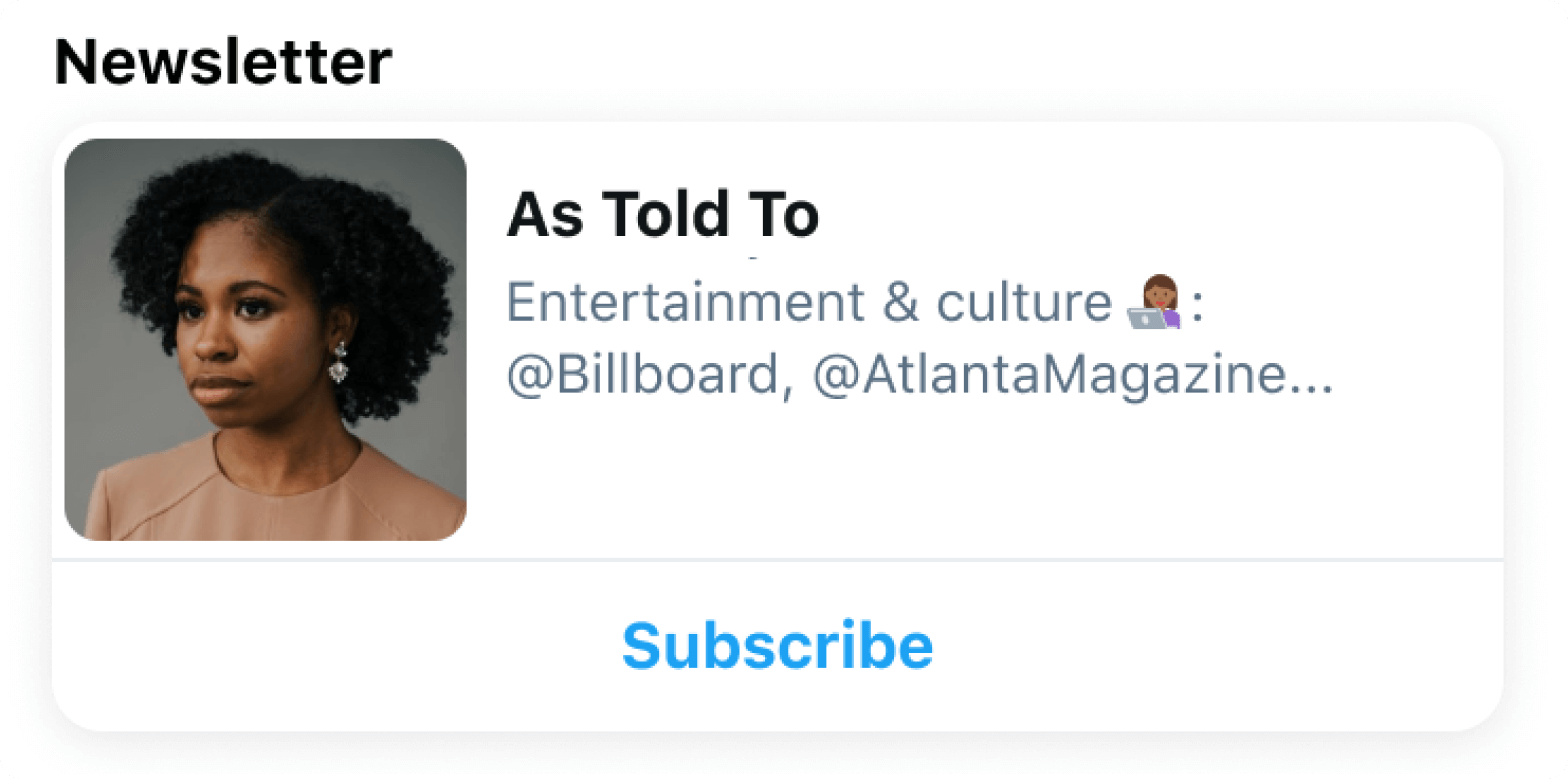 Newsletter
As Told To
Entertainment & culture 👩🏾‍💻:
@Billboard, @AtlantaMagazine...
Subscribe